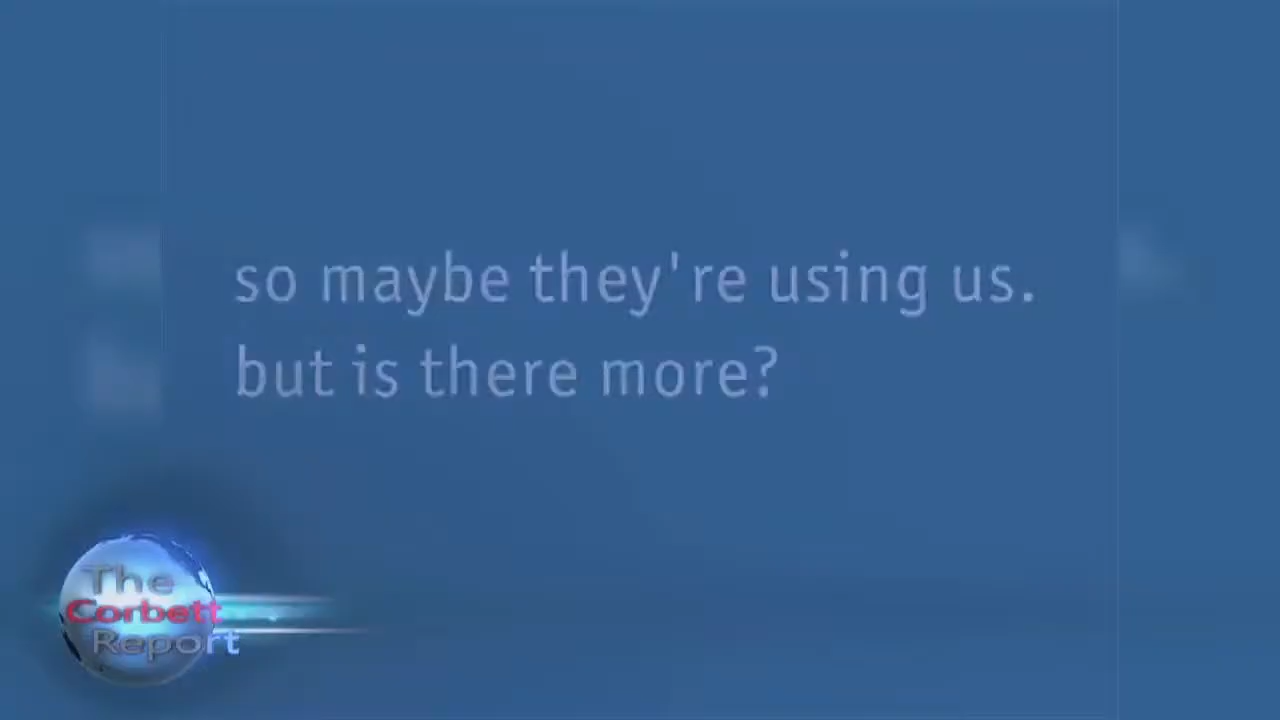 so maybe they're using us.
but is there more?
The
Corbett
Report